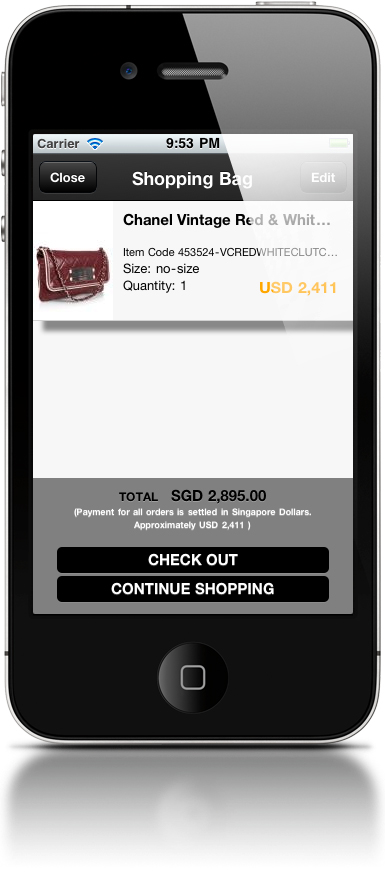 Carrier 9:53 PM
Close Shopping Bag Edit
Chanel Vintage Red & Whit...
Item Code 453524-VCREDWHITECLUTC...
Size: no-size
Quantity: 1 USD 2,411
TOTAL SGD 2,895.00
(Payment for all orders is settled in Singapore Dollars.
Approximately USD 2,411 )
CHECK OUT
CONTINUE SHOPPING